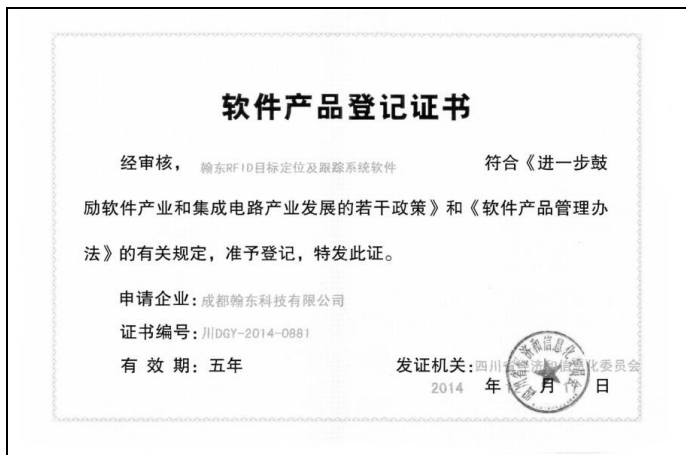 软件产品登记证书
经审核，翰东RFID目标定位及跟踪系统软件 符合《进一步鼓
励软件产业和集成电路产业发展的若干政策》和《软件产品管理办
法》的有关规定，准予登记，特发此证。
申请企业：成都翰东科技有限公司
证书编号：川DGY-2014-0881
有效期：五年 发证机关：四川省经济和信息化委员会
2014 年 月 日